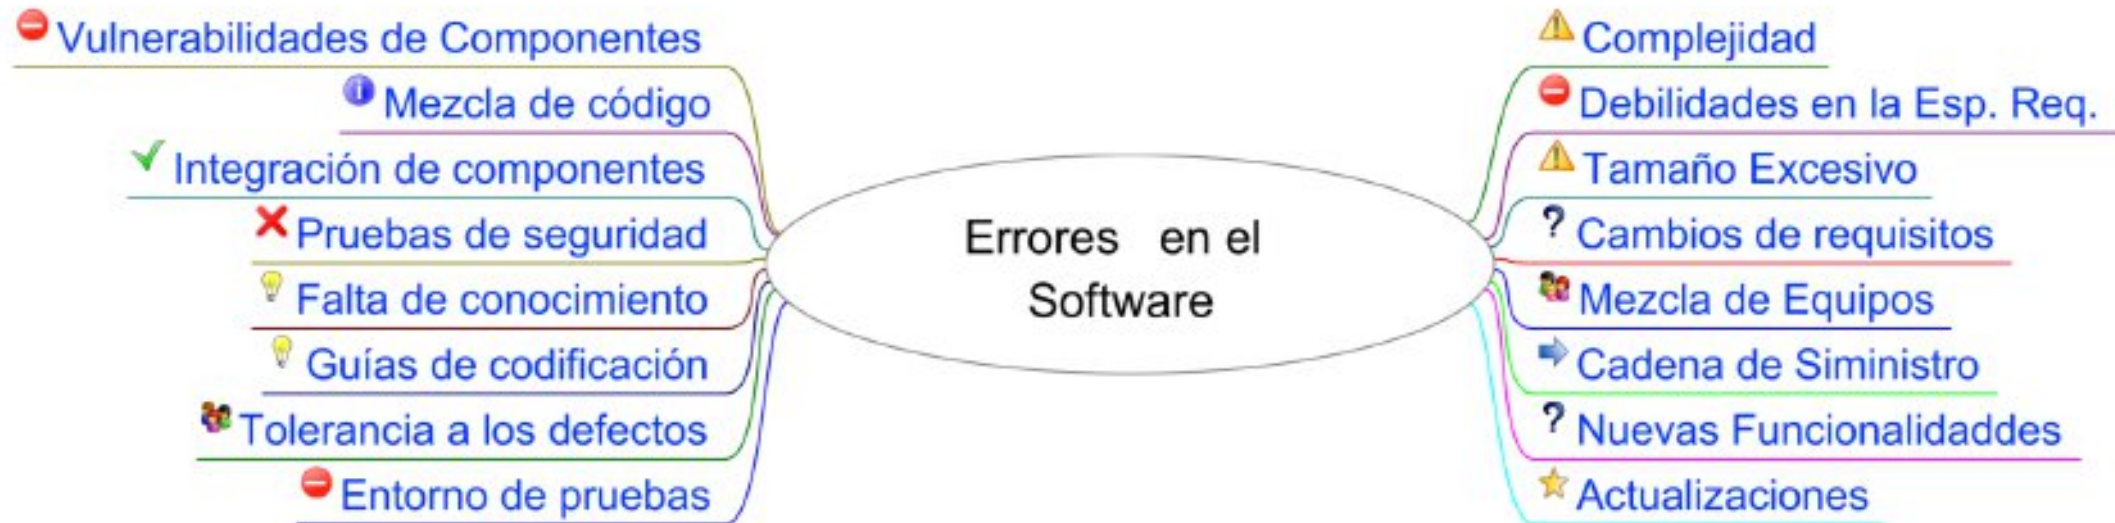 Vulnerabilidades de Componentes
Mezcla de código
Integración de componentes
Pruebas de seguridad
Falta de conocimiento
Guías de codificación
Tolerancia a los defectos
Entorno de pruebas
Errores en el
Software
Complejidad
Debilidades en la Esp. Req.
Tamaño Excesivo
Cambios de requisitos
Mezcla de Equipos
Cadena de Siministro
Nuevas Funcionalidaddes
Actualizaciones